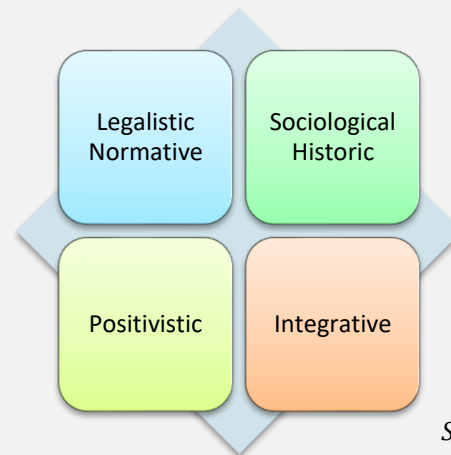 Legalistic
Normative
Sociological
Historic
Positivistic
Integrative
S